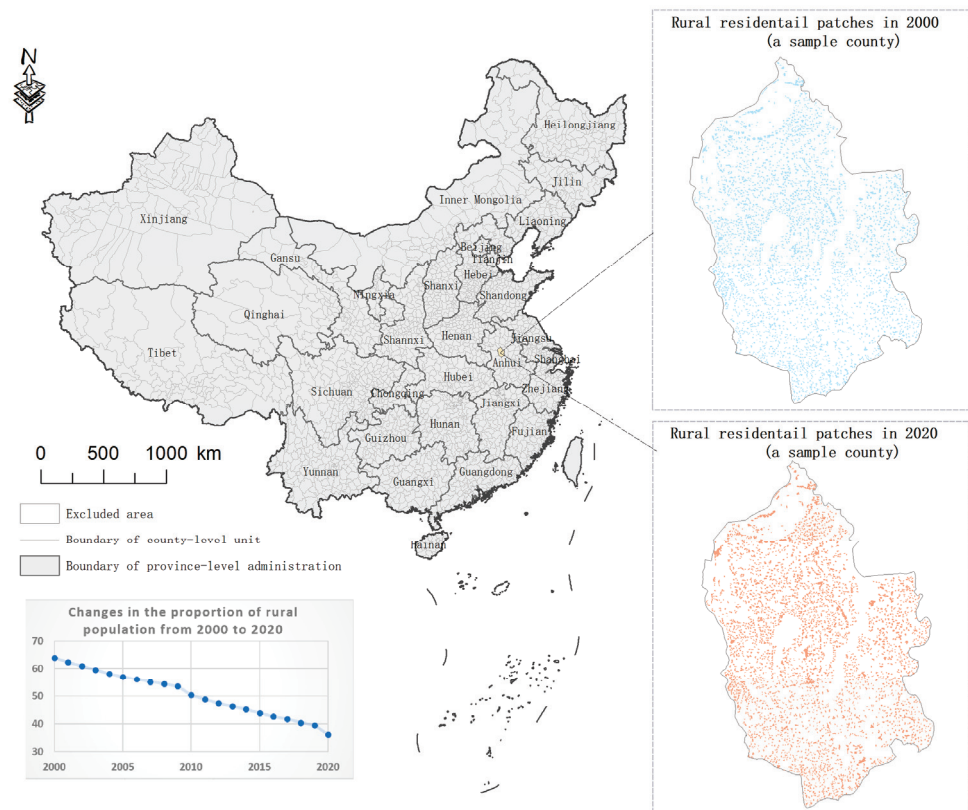 N
Rural residentail patches in 2000
(a sample county)
Heilongjiang
Jilin
Inner Mongolia
Liaoning
Xinjiang
Beijing
Tianjin
Gansu
Hebei
Shanxi
Ningxia
Shandong
Qinghai
Shannxi
Henan
Jiangsu
Tibet
Anhui
Shanghai
Hubei
Sichuan
Chongqing
Zhejiang
Jiangxi
Hunan
Guizhou
Fujian
Yunnan
Guangxi
Guangdong
Hainan
Rural residentail patches in 2020
(a sample county)
0 500 1000 km
Excluded area
Boundary of county-level unit
Boundary of province-level administration
Changes in the proportion of rural
population from 2000 to 2020
70
60
50
40
30
2000 2005 2010 2015 2020